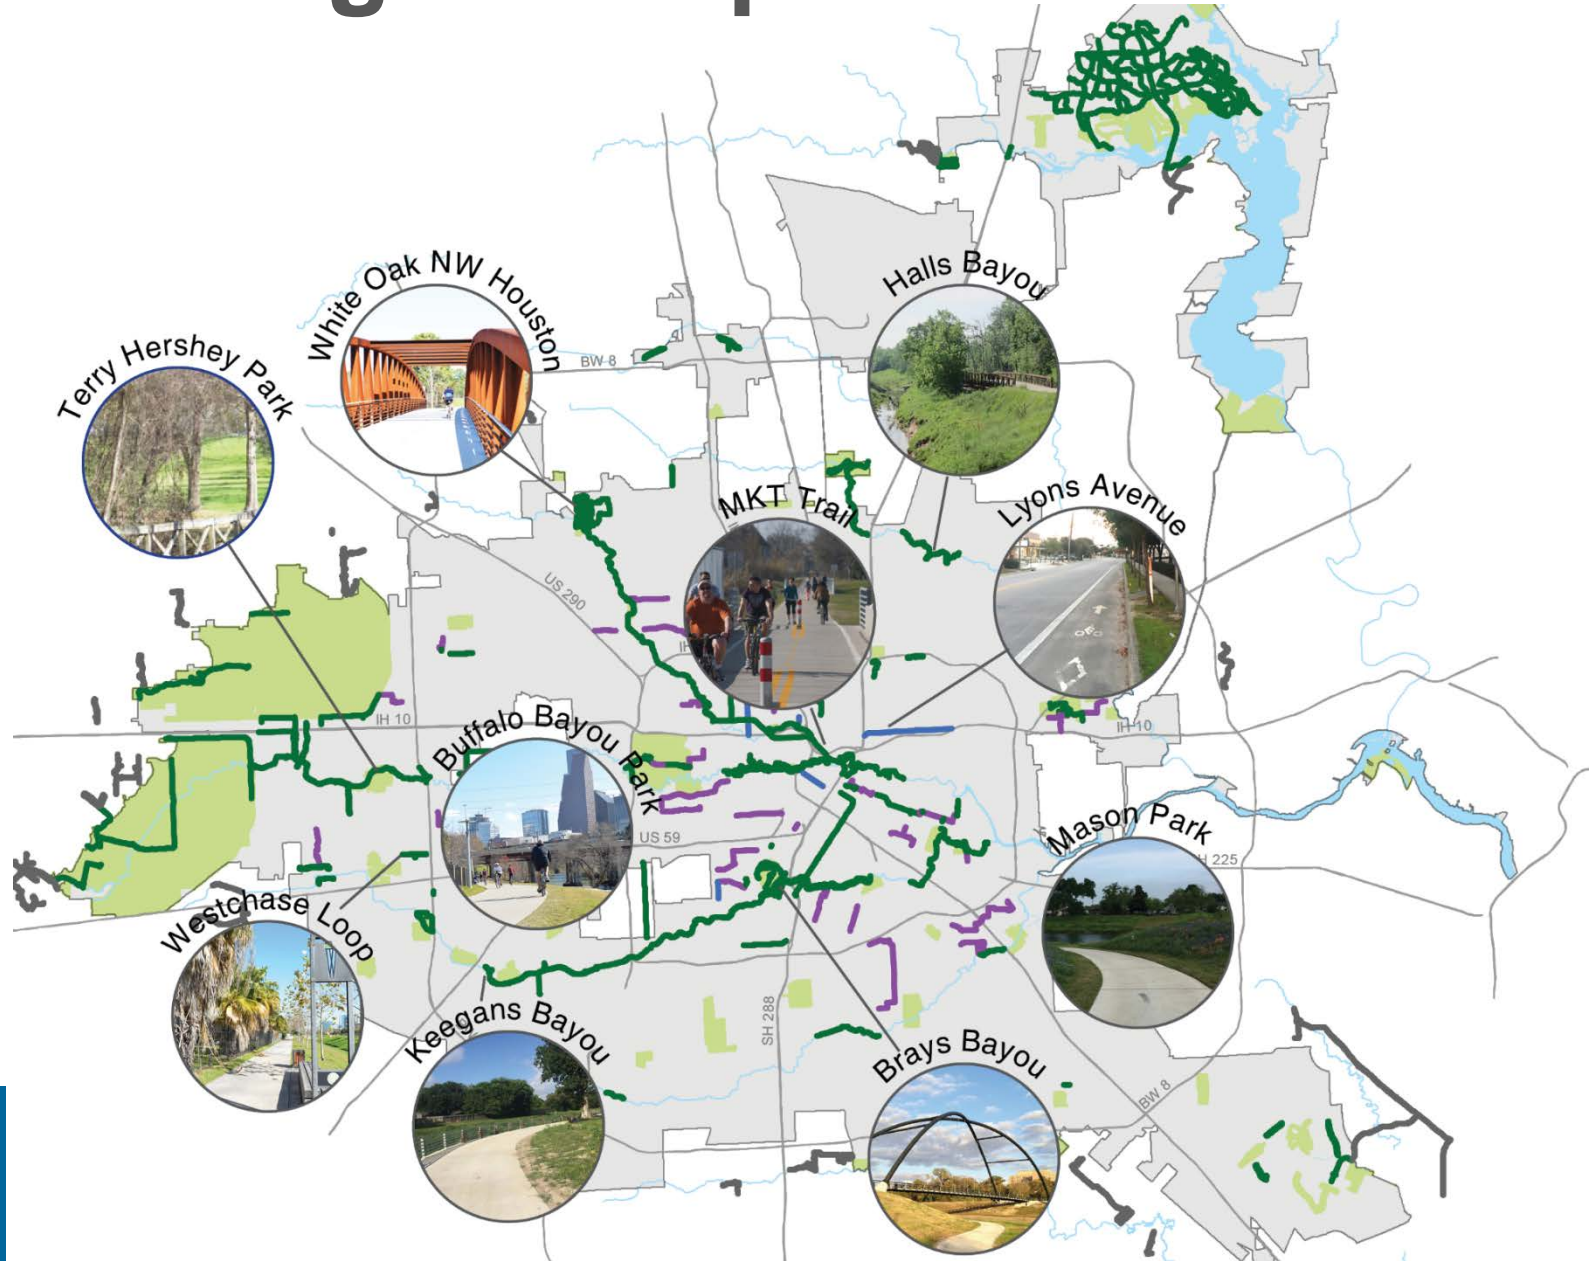 White Oak NW Houston
Halls Bayou
Terry Hershey Park
BW 8
MKT Trail
Lyons Avenue
US 290
IH
IH 10
Buffalo Bayou Park
IH 10
US 59
Mason Park
H 225
Westchase Loop
W
Keegans Bayou
SH 288
Brays Bayou
BW 8